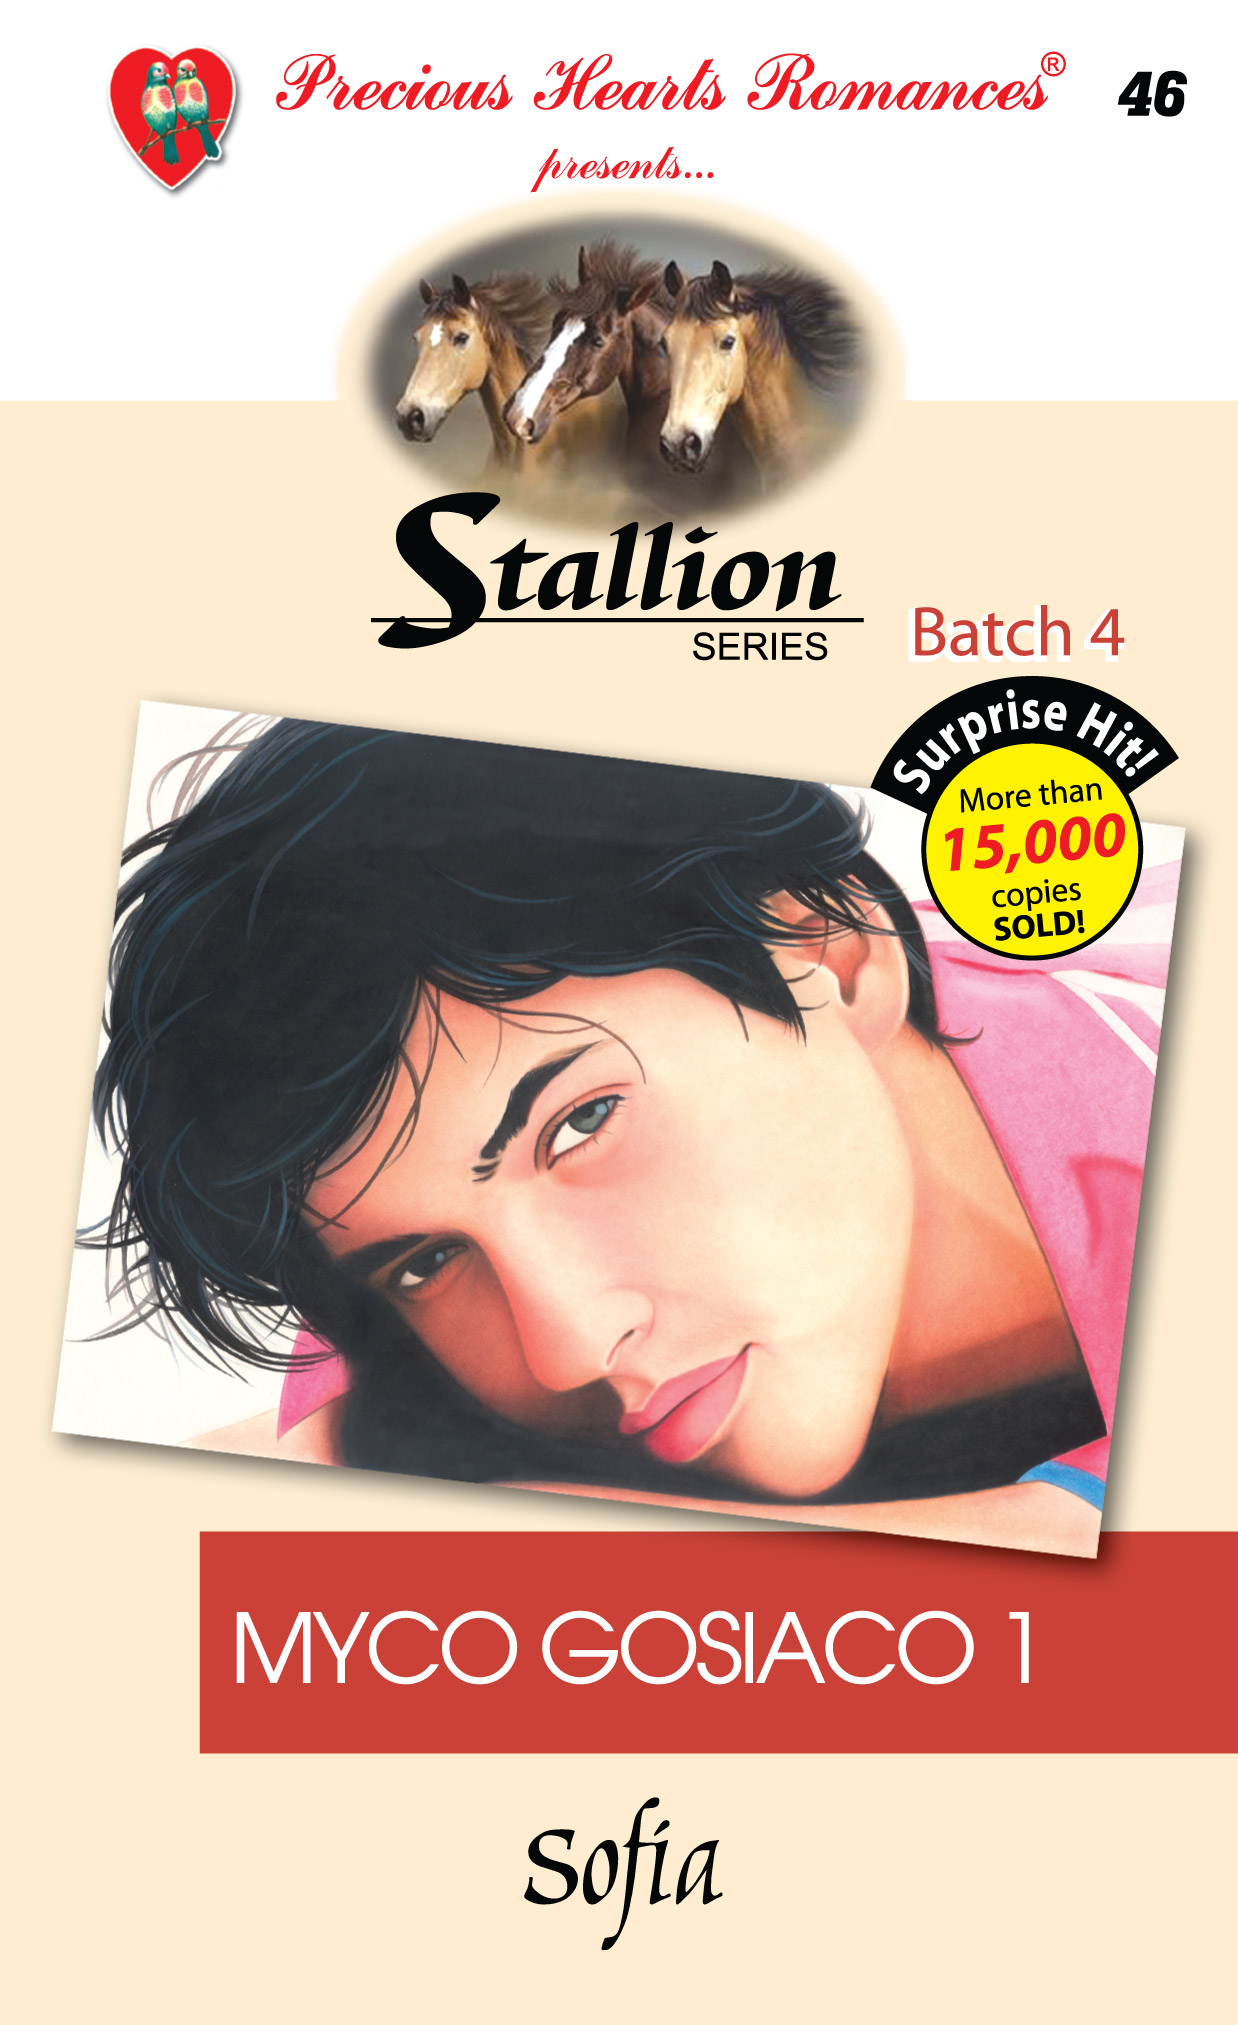 Precious Hearts Romances®
46
presents...
Stallion
SERIES
Batch 4
Surprise Hit!
More than
15,000
copies
SOLD!
MYCO GOSIACO 1
Sofia